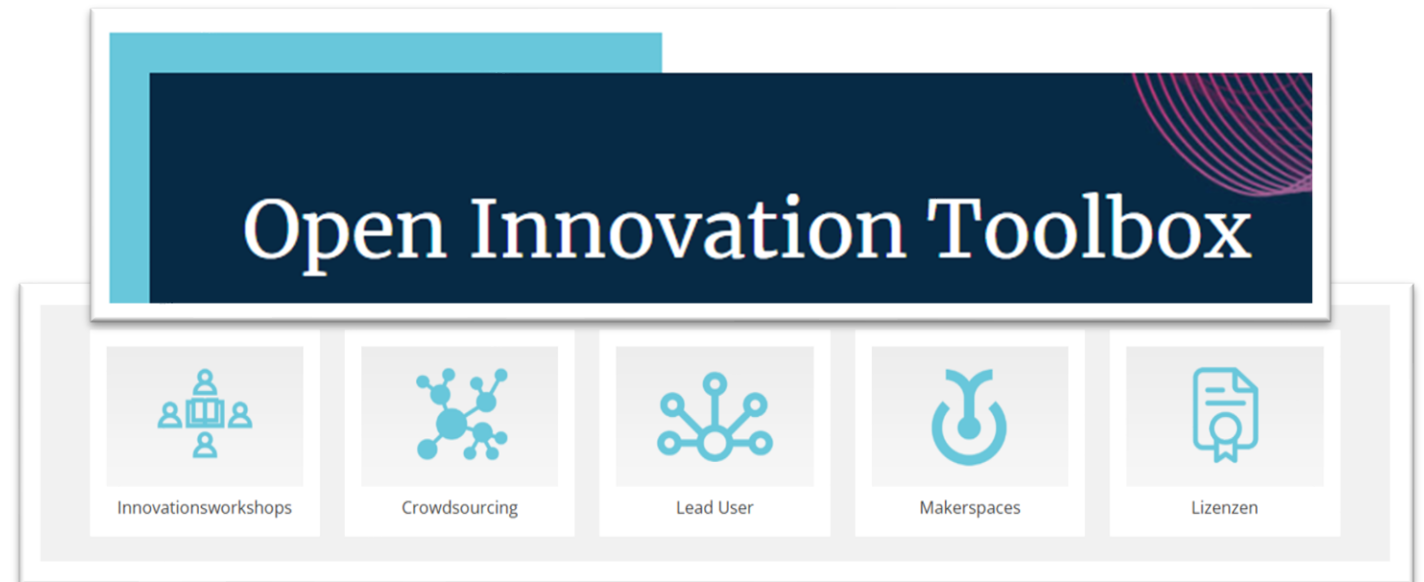 Open Innovation Toolbox
Innovationsworkshops
Crowdsourcing
Lead User
Makerspaces
Lizenzen